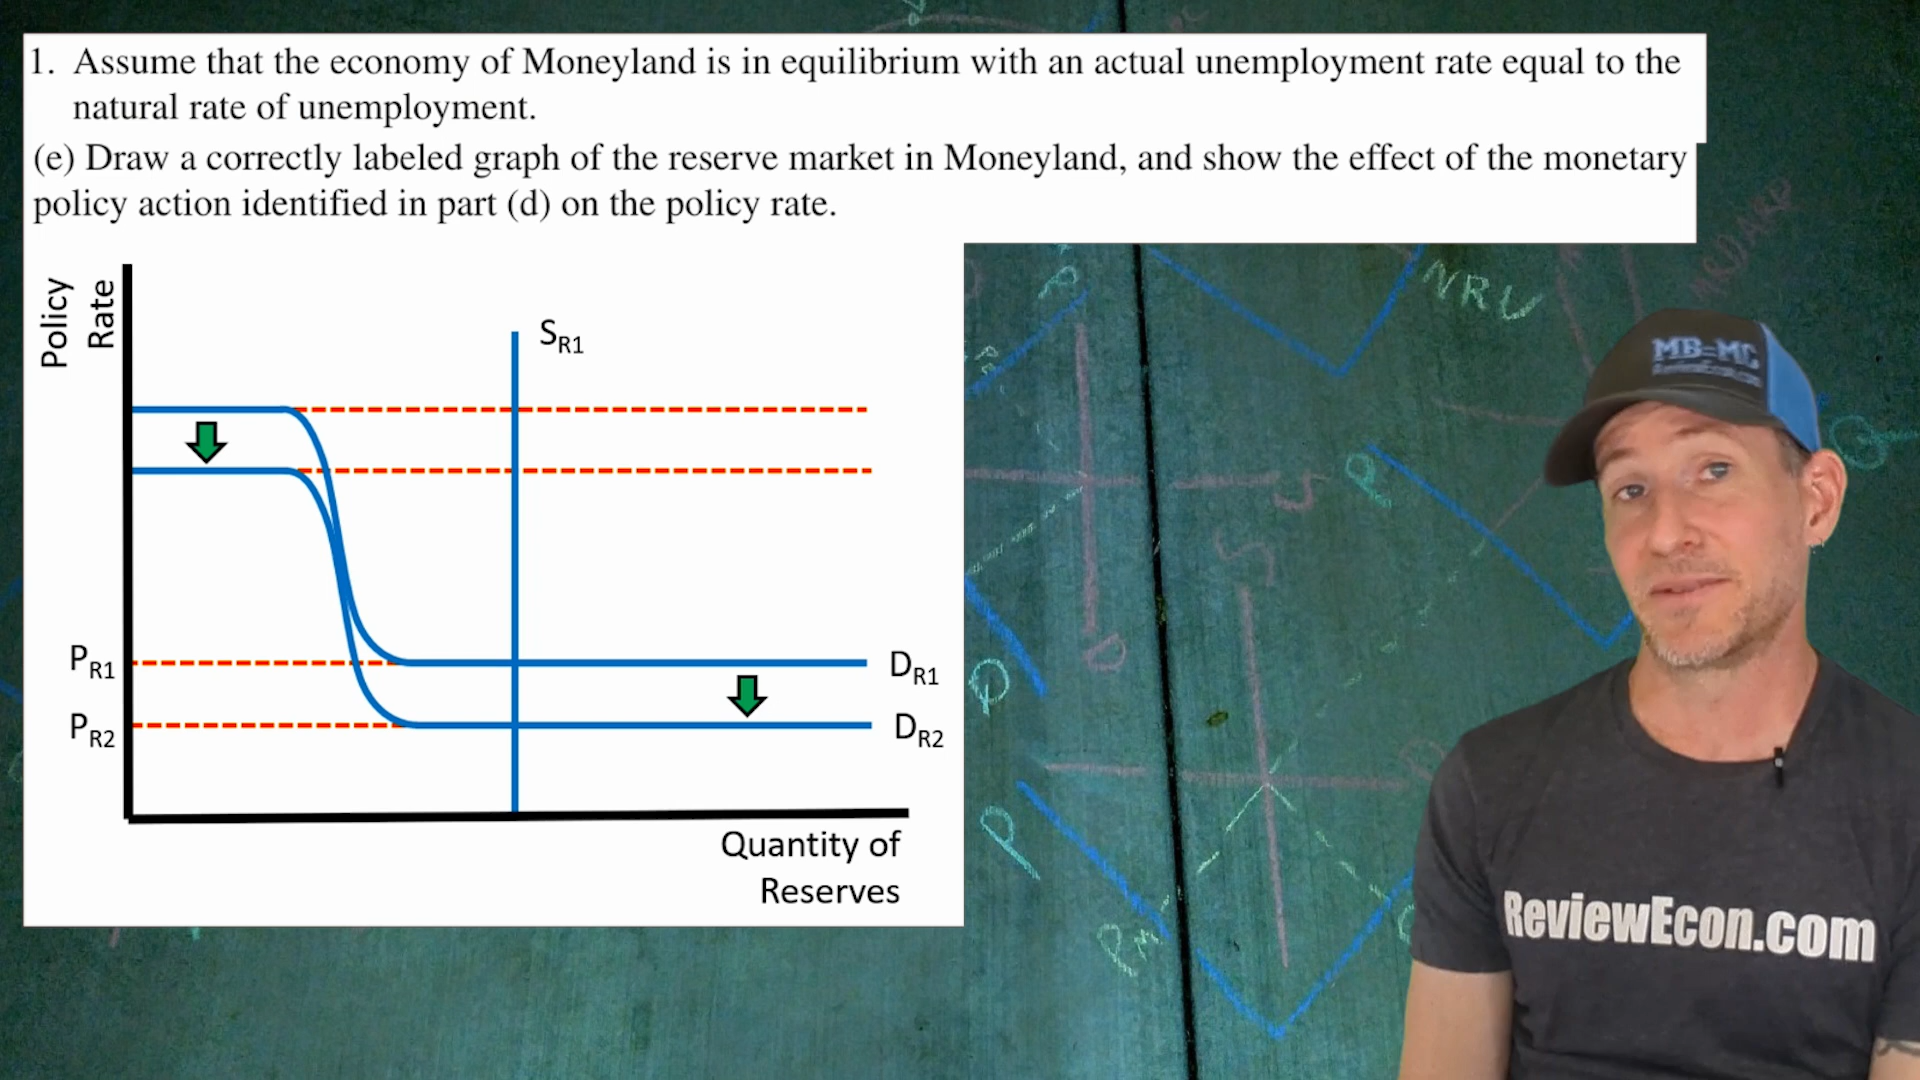 1. Assume that the economy of Moneyland is in equilibrium with an actual unemployment rate equal to the
natural rate of unemployment.
(e) Draw a correctly labeled graph of the reserve market in Moneyland, and show the effect of the monetary
policy action identified in part (d) on the policy rate.
Policy
Rate
SR1
PR1
DR1
PR2
DR2
Quantity of
Reserves
NRU
MB=MC
ReviewEcon.com
ReviewEcon.com
P
S
P
Q
S
D
Q
P